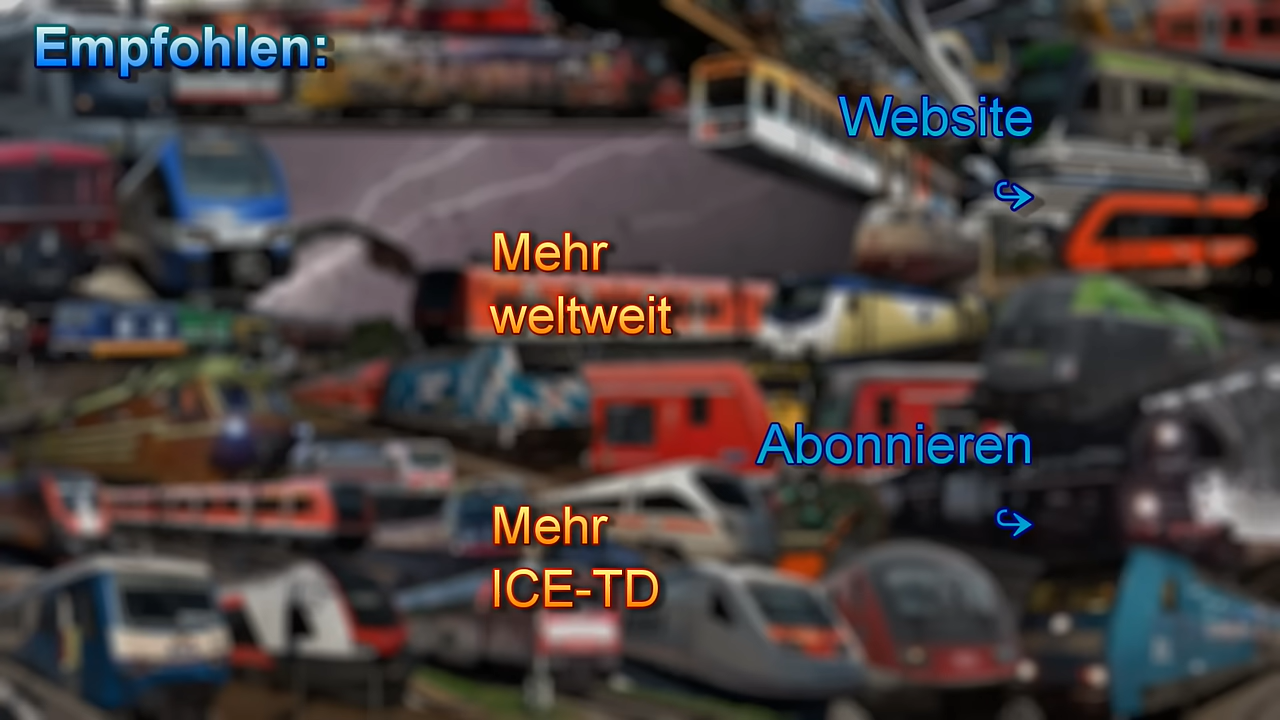 Empfohlen:
Website
Mehr
weltweit
Abonnieren
Mehr
ICE-TD